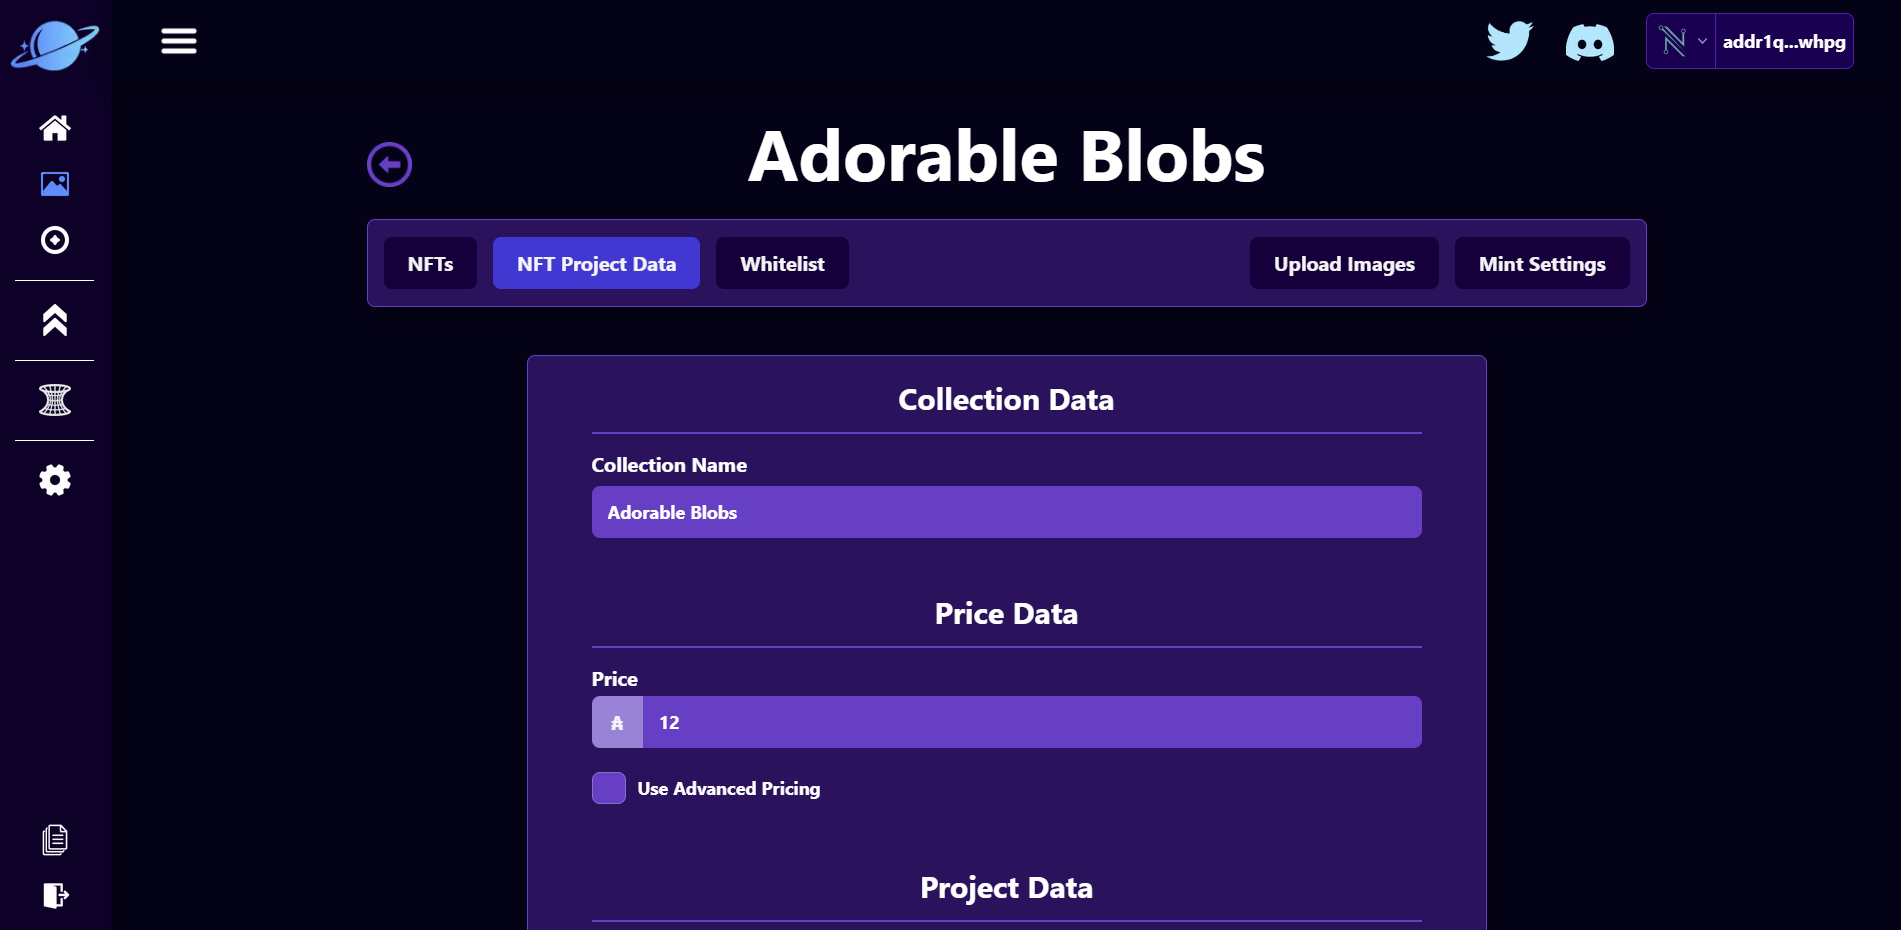 addr1q...whpg
Adorable Blobs
NFTs
NFT Project Data
Whitelist
Upload Images
Mint Settings
Collection Data
Collection Name
Adorable Blobs
Price Data
Price
₳
12
Use Advanced Pricing
Project Data